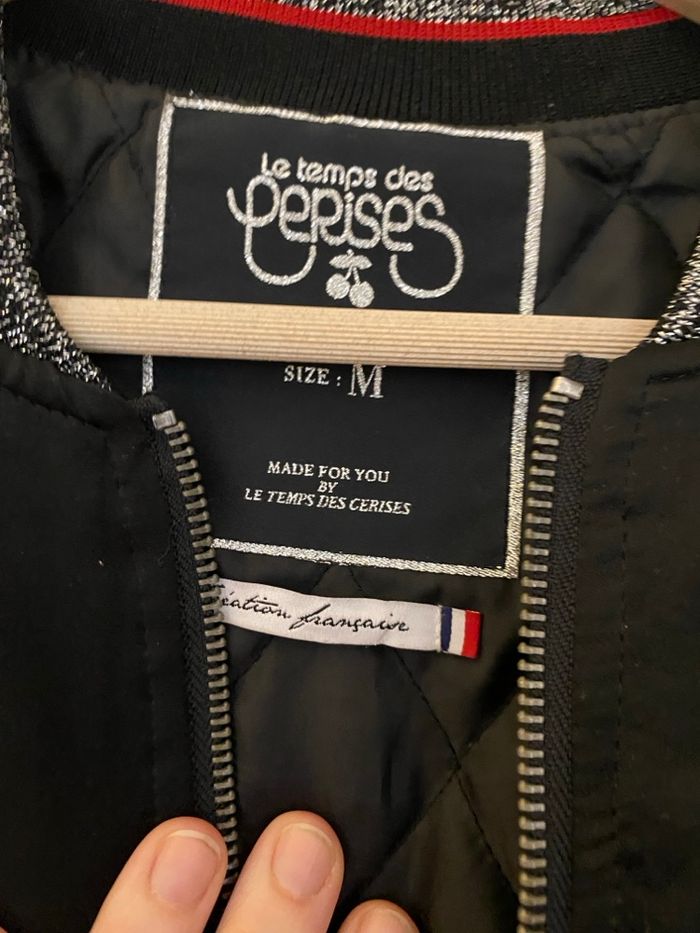 Le temps des
CERISES
SIZE : M
MADE FOR YOU
BY
LE TEMPS DES CERISES
française